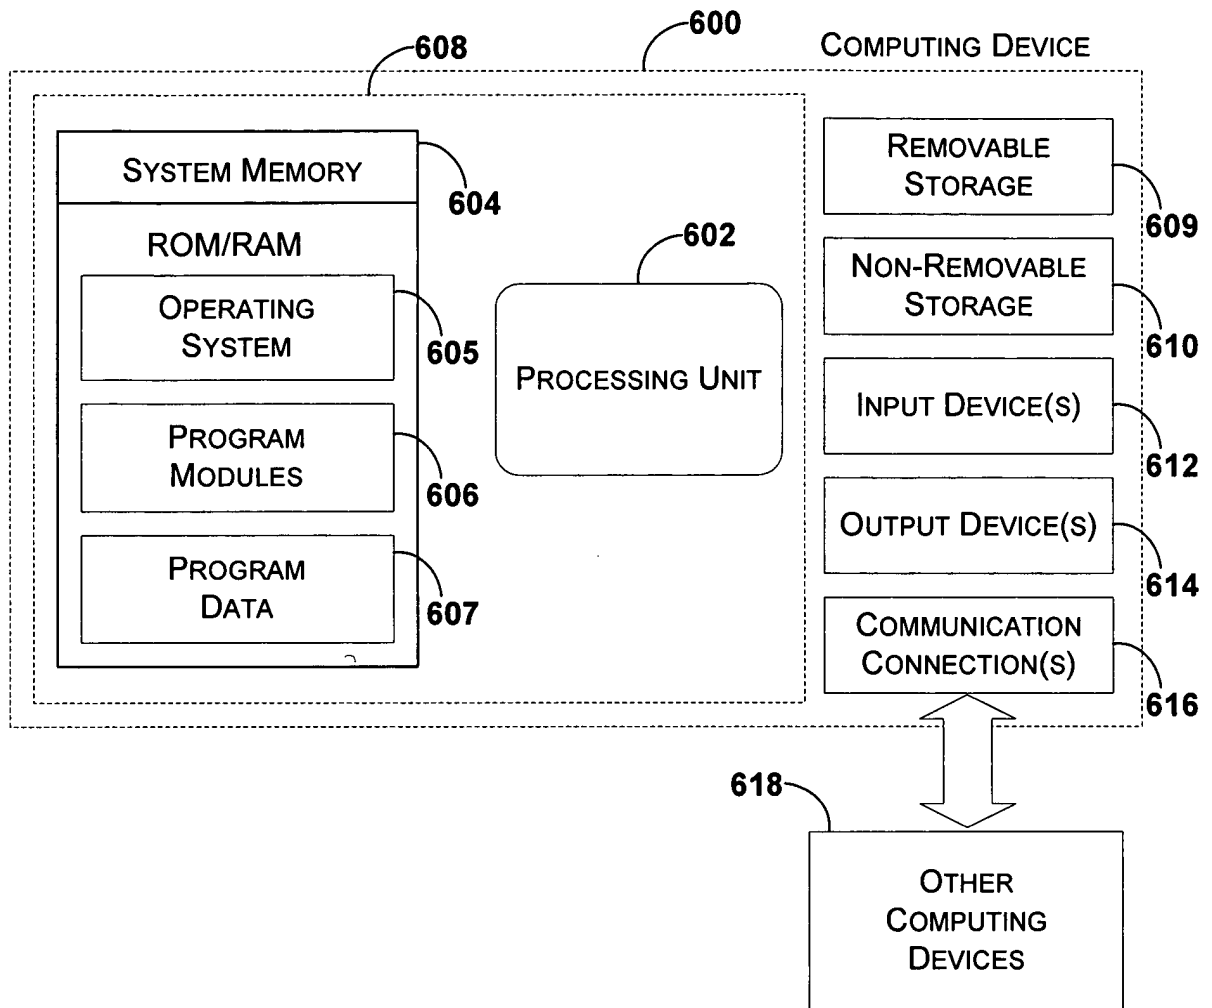 600
COMPUTING DEVICE
608
SYSTEM MEMORY
604
ROM/RAM
OPERATING
SYSTEM
605
PROGRAM
MODULES
606
PROGRAM
DATA
607
602
PROCESSING UNIT
REMOVABLE
STORAGE
609
NON-REMOVABLE
STORAGE
610
INPUT DEVICE(S)
612
OUTPUT DEVICE(S)
614
COMMUNICATION
CONNECTION(S)
616
618
OTHER
COMPUTING
DEVICES